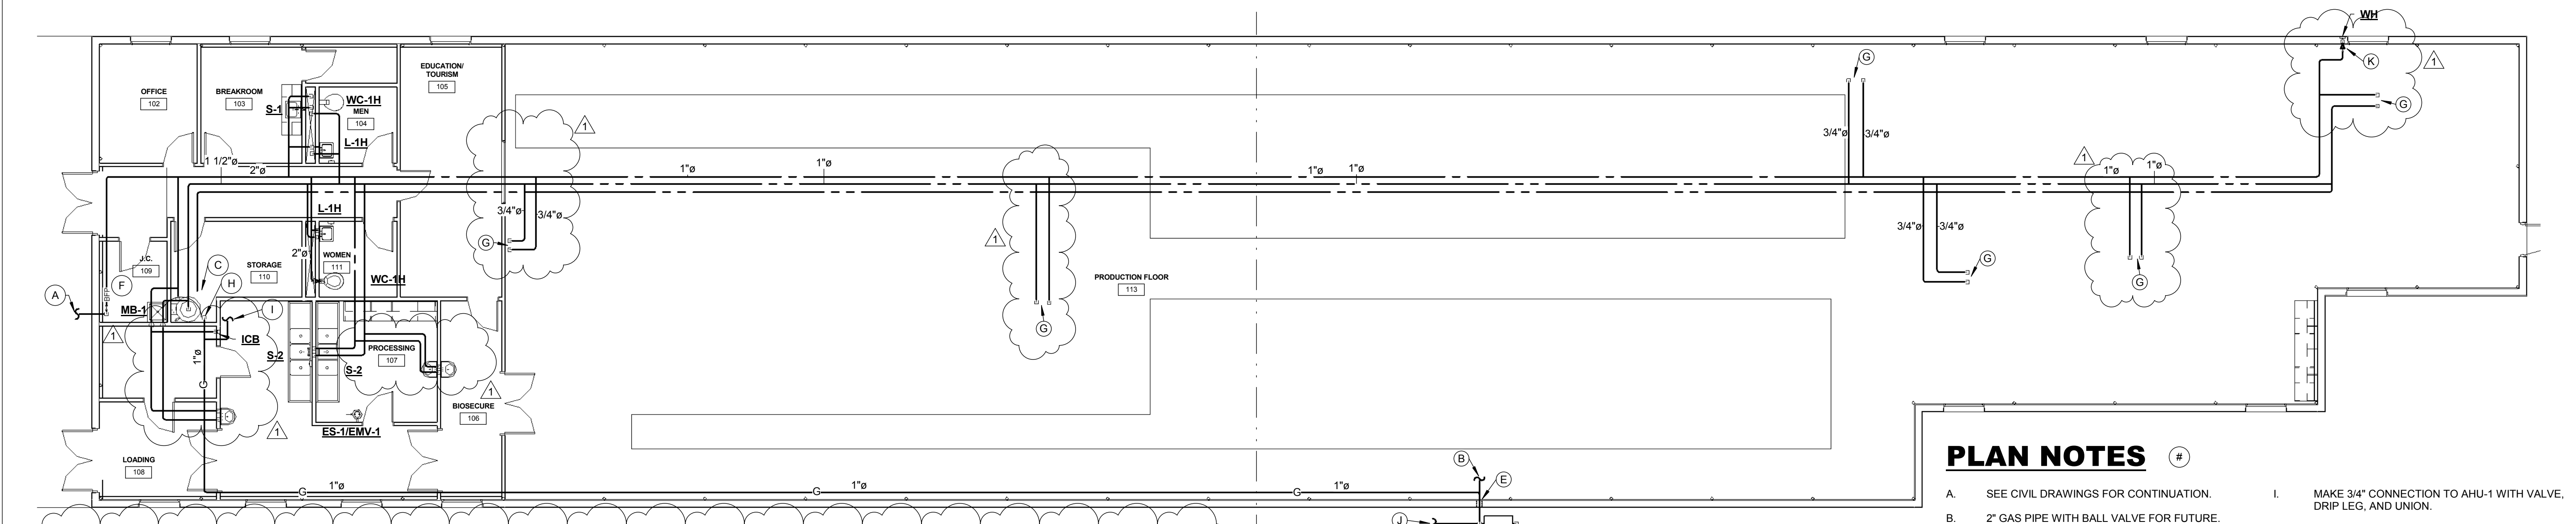 WH
K
1
G
EDUCATION/
TOURISM
105
OFFICE
102
BREAKROOM
103
S-1
WC-1H
MEN
104
L-1H
1
G
3/4"ø
3/4"ø
G
1 1/2"ø
2"ø
1"ø
1"ø
1"ø
1"ø
1
1"ø
1"ø
L-1H
3/4"ø
3/4"ø
G
1
3/4"ø
3/4"ø
G
G
2"ø
WOMEN
111
WC-1H
J.C.
109
STORAGE
110
C
H
F
A
BFP
MB-1
I
1
ICB
PRODUCTION FLOOR
113
G
S-2
PROCESSING
107
S-2
1"ø
G
1
BIOSECURE
106
1
ES-1/EMV-1
LOADING
108
G
1"ø
G
1"ø
G
1"ø
B
E
J
PLAN NOTES #
A. SEE CIVIL DRAWINGS FOR CONTINUATION.
B. 2" GAS PIPE WITH BALL VALVE FOR FUTURE.
I. MAKE 3/4" CONNECTION TO AHU-1 WITH VALVE,
DRIP LEG, AND UNION.